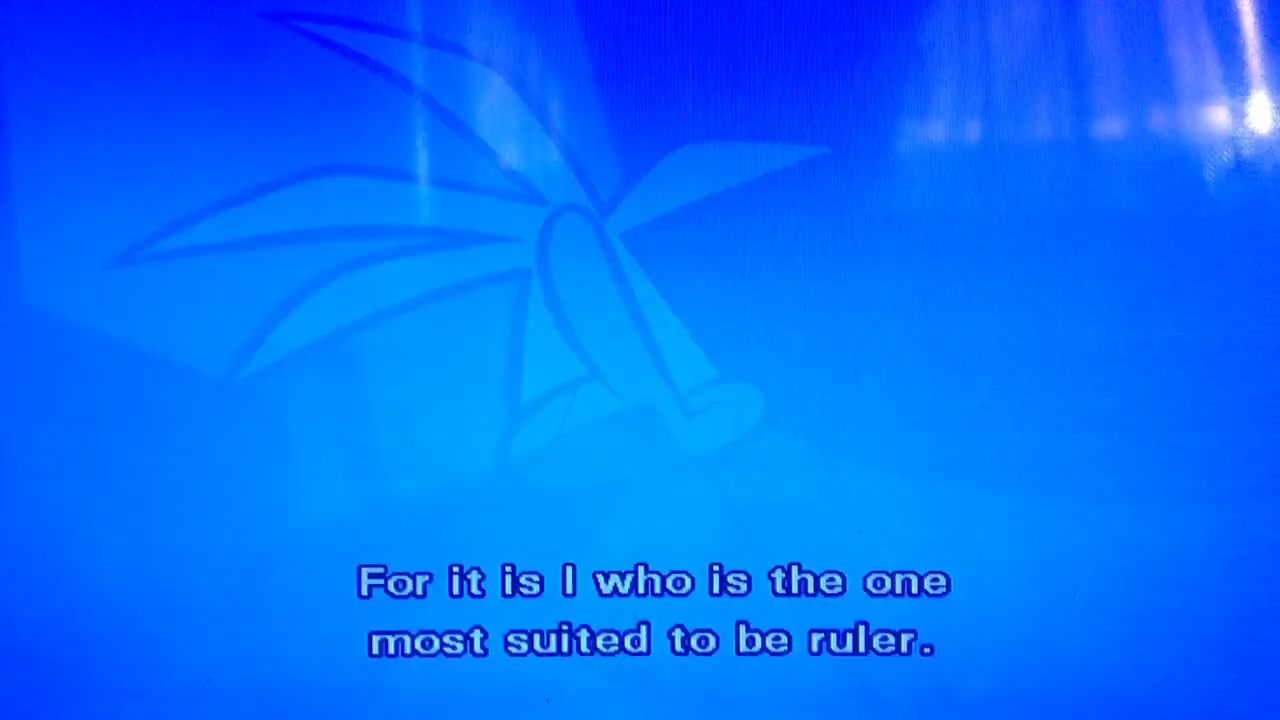 For it is I who is the one
most suited to be ruler.